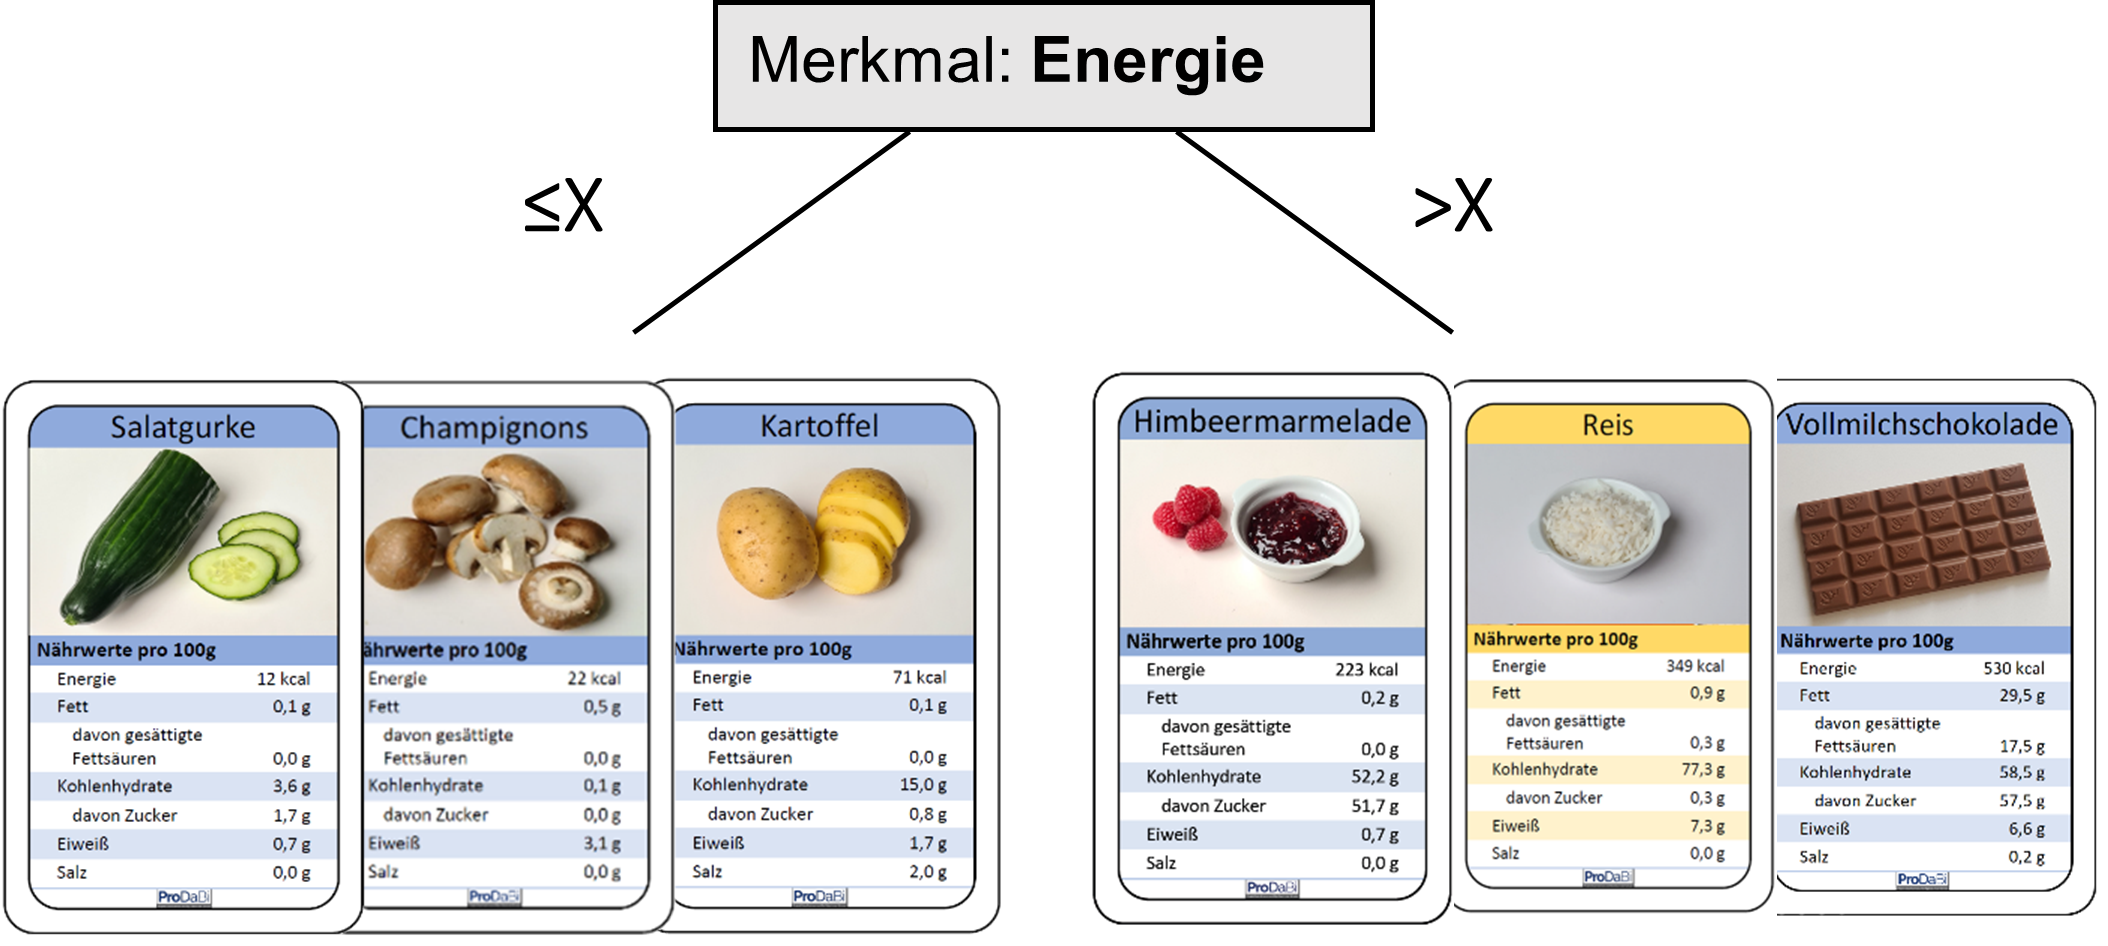 Merkmal: Energie
≤X
>X
Salatgurke
Nährwerte pro 100g
Energie 12 kcal
Fett 0,1 g
davon gesättigte
Fettsäuren 0,0 g
Kohlenhydrate 3,6 g
davon Zucker 1,7 g
Eiweiß 0,7 g
Salz 0,0 g
ProDaBi
Champignons
ährwerte pro 100g
Energie 22 kcal
Fett 0,5 g
davon gesättigte
Fettsäuren 0,0 g
Kohlenhydrate 0,1 g
davon Zucker 0,0 g
Eiweiß 3,1 g
Salz 0,0 g
ProDaBi
Kartoffel
Nährwerte pro 100g
Energie 71 kcal
Fett 0,1 g
davon gesättigte
Fettsäuren 0,0 g
Kohlenhydrate 15,0 g
davon Zucker 0,8 g
Eiweiß 1,7 g
Salz 2,0 g
ProDaBi
Himbeermarmelade
Nährwerte pro 100g
Energie 223 kcal
Fett 0,2 g
davon gesättigte
Fettsäuren 0,0 g
Kohlenhydrate 52,2 g
davon Zucker 51,7 g
Eiweiß 0,7 g
Salz 0,0 g
ProDaBi
Reis
Nährwerte pro 100g
Energie 349 kcal
Fett 0,9 g
davon gesättigte
Fettsäuren 0,3 g
Kohlenhydrate 77,3 g
davon Zucker 0,3 g
Eiweiß 7,3 g
Salz 0,0 g
ProDaBi
Vollmilchschokolade
Nährwerte pro 100g
Energie 530 kcal
Fett 29,5 g
davon gesättigte
Fettsäuren 17,5 g
Kohlenhydrate 58,5 g
davon Zucker 57,5 g
Eiweiß 6,6 g
Salz 0,2 g
ProDaBi